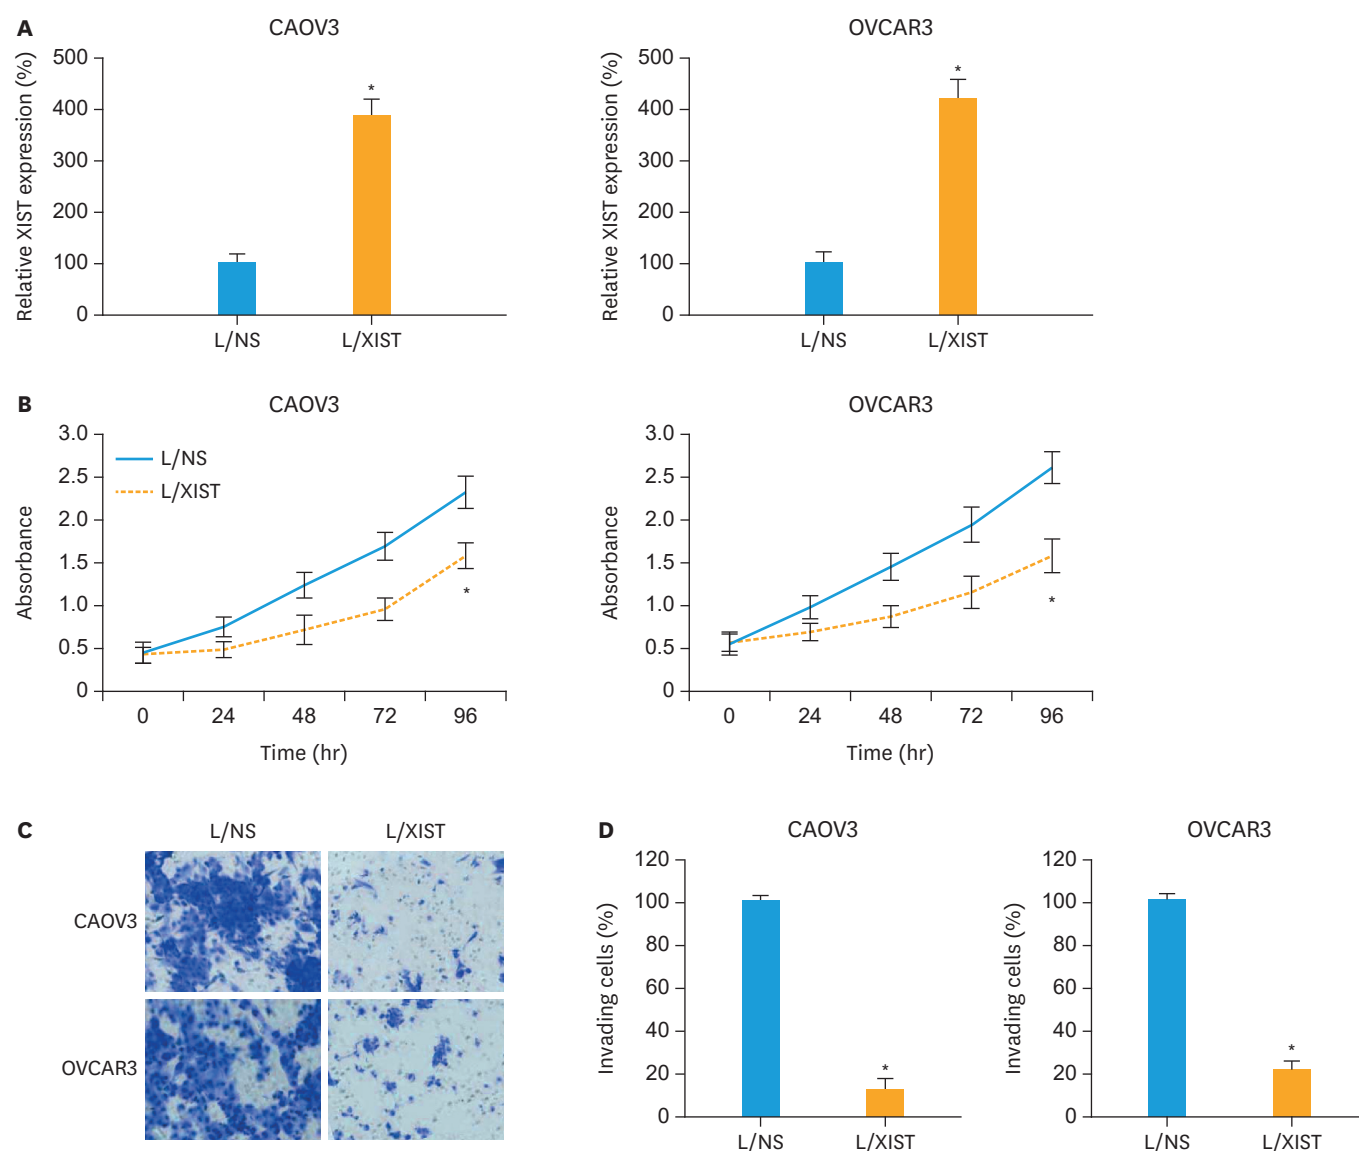 A
CAOV3
Relative XIST expression (%)
500
400
300
200
100
0
*
L/NS L/XIST
OVCAR3
Relative XIST expression (%)
500
400
300
200
100
0
*
L/NS L/XIST
B
CAOV3
Absorbance
3.0
2.5
2.0
1.5
1.0
0.5
0
L/NS
L/XIST
*
0 24 48 72 96
Time (hr)
OVCAR3
Absorbance
3.0
2.5
2.0
1.5
1.0
0.5
0
*
0 24 48 72 96
Time (hr)
C
L/NS L/XIST
CAOV3
OVCAR3
D
CAOV3
Invading cells (%)
120
100
80
60
40
20
0
*
L/NS L/XIST
OVCAR3
Invading cells (%)
120
100
80
60
40
20
0
*
L/NS L/XIST